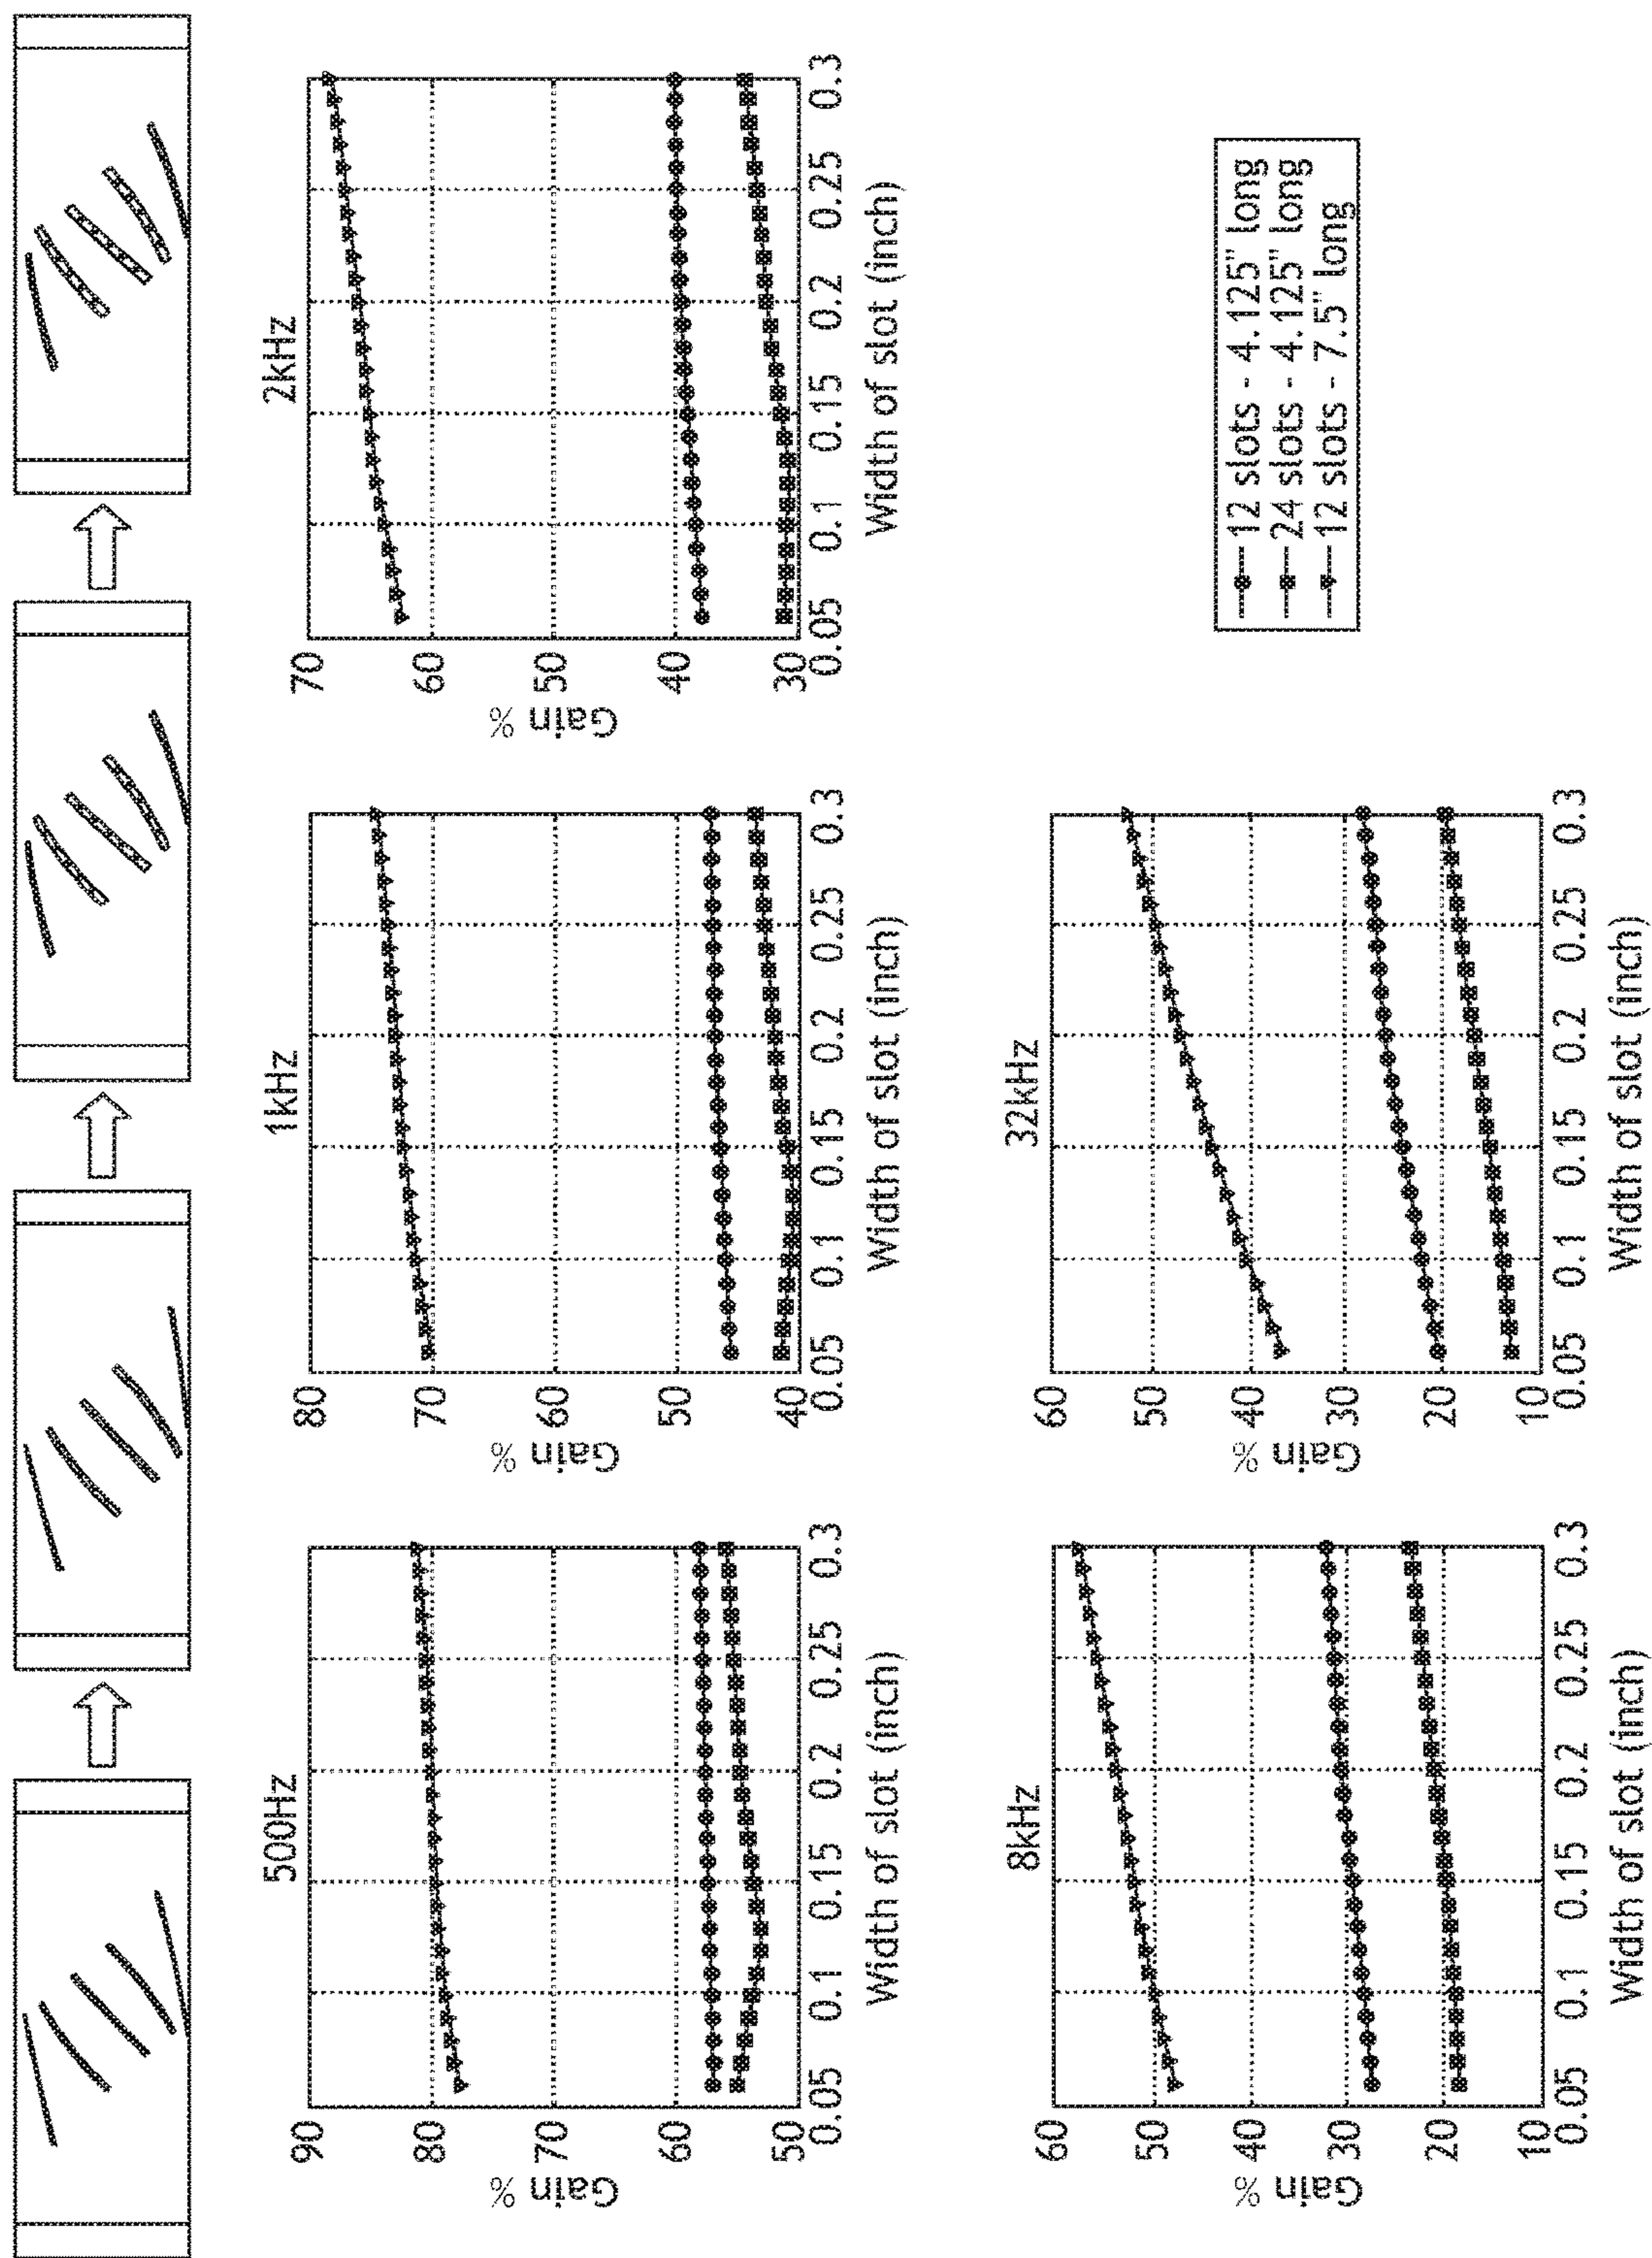 500Hz
90
80
70
60
50
Gain %
0.05 0.1 0.15 0.2 0.25 0.3
Width of slot (inch)
1kHz
80
70
60
50
40
Gain %
0.05 0.1 0.15 0.2 0.25 0.3
Width of slot (inch)
2kHz
70
60
50
40
30
Gain %
0.05 0.1 0.15 0.2 0.25 0.3
Width of slot (inch)
8kHz
60
50
40
30
20
10
Gain %
0.05 0.1 0.15 0.2 0.25 0.3
Width of slot (inch)
32kHz
60
50
40
30
20
10
Gain %
0.05 0.1 0.15 0.2 0.25 0.3
Width of slot (inch)
12 slots - 4.125" long
24 slots - 4.125" long
12 slots - 7.5" long